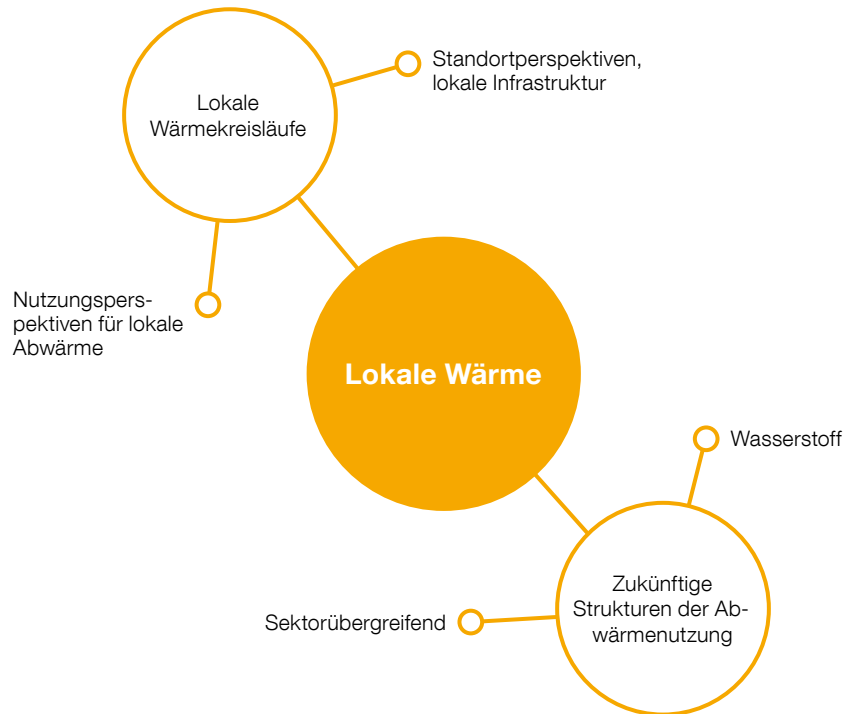 Standortperspektiven,
lokale Infrastruktur
Lokale
Wärmekreisläufe
Nutzungspers-
pektiven für lokale
Abwärme
Lokale Wärme
Wasserstoff
Zukünftige
Strukturen der Ab-
wärmenutzung
Sektorübergreifend